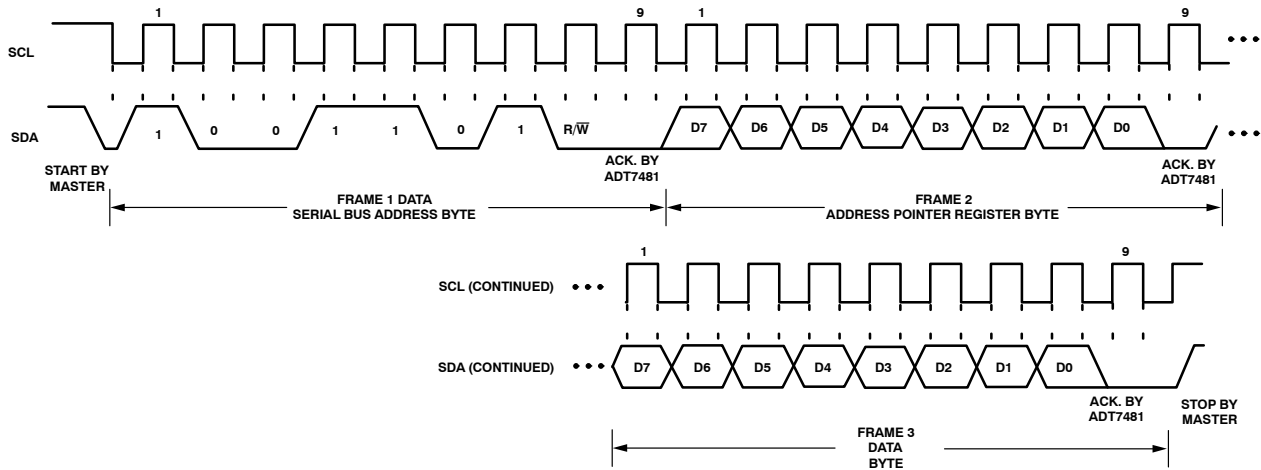 1 9 1 9
SCL
SDA
1 0 0 1 1 0 1 R/W̅ D7 D6 D5 D4 D3 D2 D1 D0
START BY
MASTER
ACK. BY
ADT7481
ACK. BY
ADT7481
FRAME 1 DATA
SERIAL BUS ADDRESS BYTE
FRAME 2
ADDRESS POINTER REGISTER BYTE
1 9
SCL (CONTINUED)
SDA (CONTINUED)
D7 D6 D5 D4 D3 D2 D1 D0
ACK. BY
ADT7481
STOP BY
MASTER
FRAME 3
DATA
BYTE